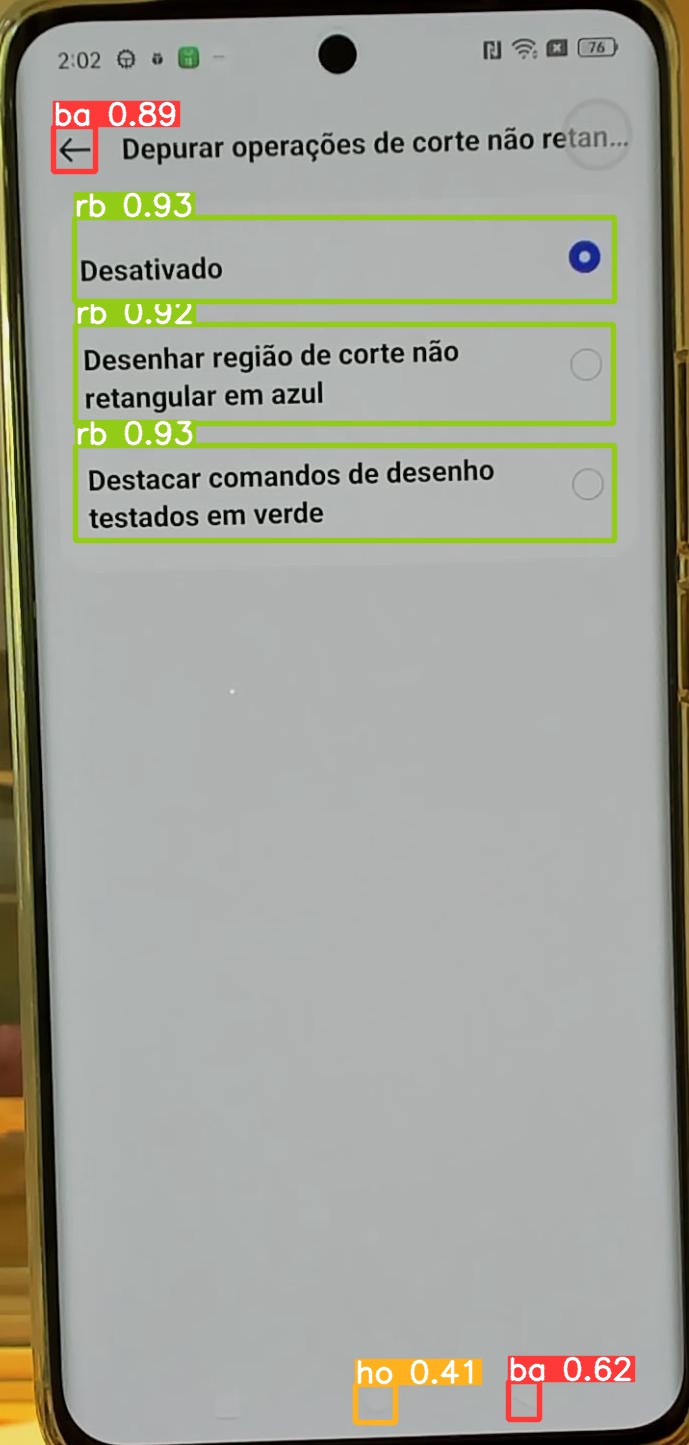 2:02
76
ba 0.89
Depurar operações de corte não retan...
rb 0.93
Desativado
rb 0.92
Desenhar região de corte não
retangular em azul
rb 0.93
Destacar comandos de desenho
testados em verde
ho 0.41
ba 0.62